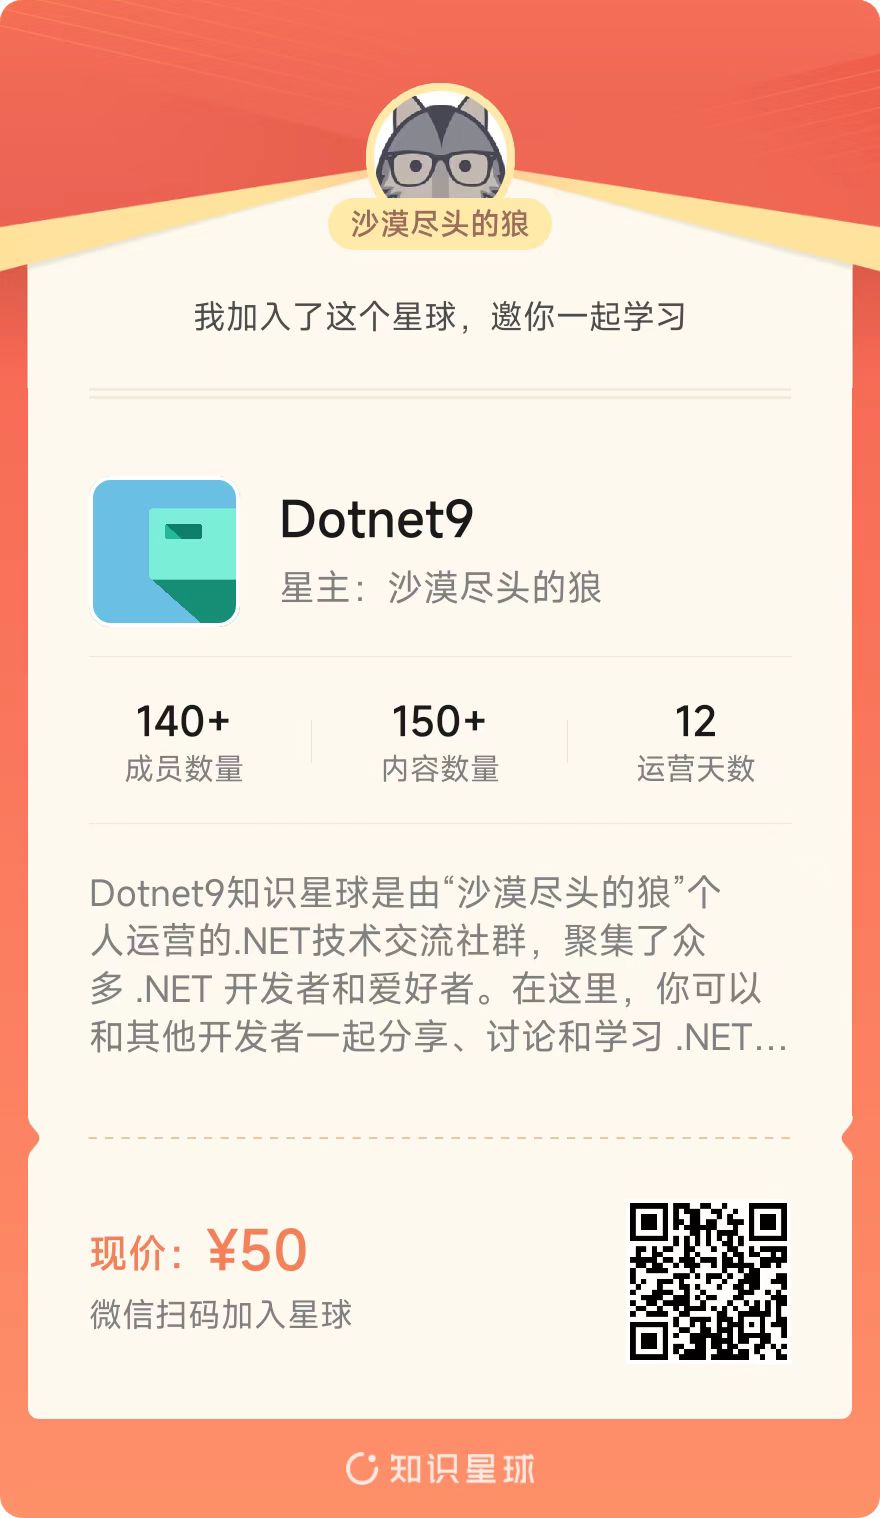 沙漠尽头的狼
我加入了这个星球，邀你一起学习
Dotnet9
星主：沙漠尽头的狼
140+
成员数量
150+
内容数量
12
运营天数
Dotnet9知识星球是由“沙漠尽头的狼”个
人运营的.NET技术交流社群，聚集了众
多 .NET 开发者和爱好者。在这里，你可以
和其他开发者一起分享、讨论和学习 .NET...
现价：¥50
微信扫码加入星球
知识星球